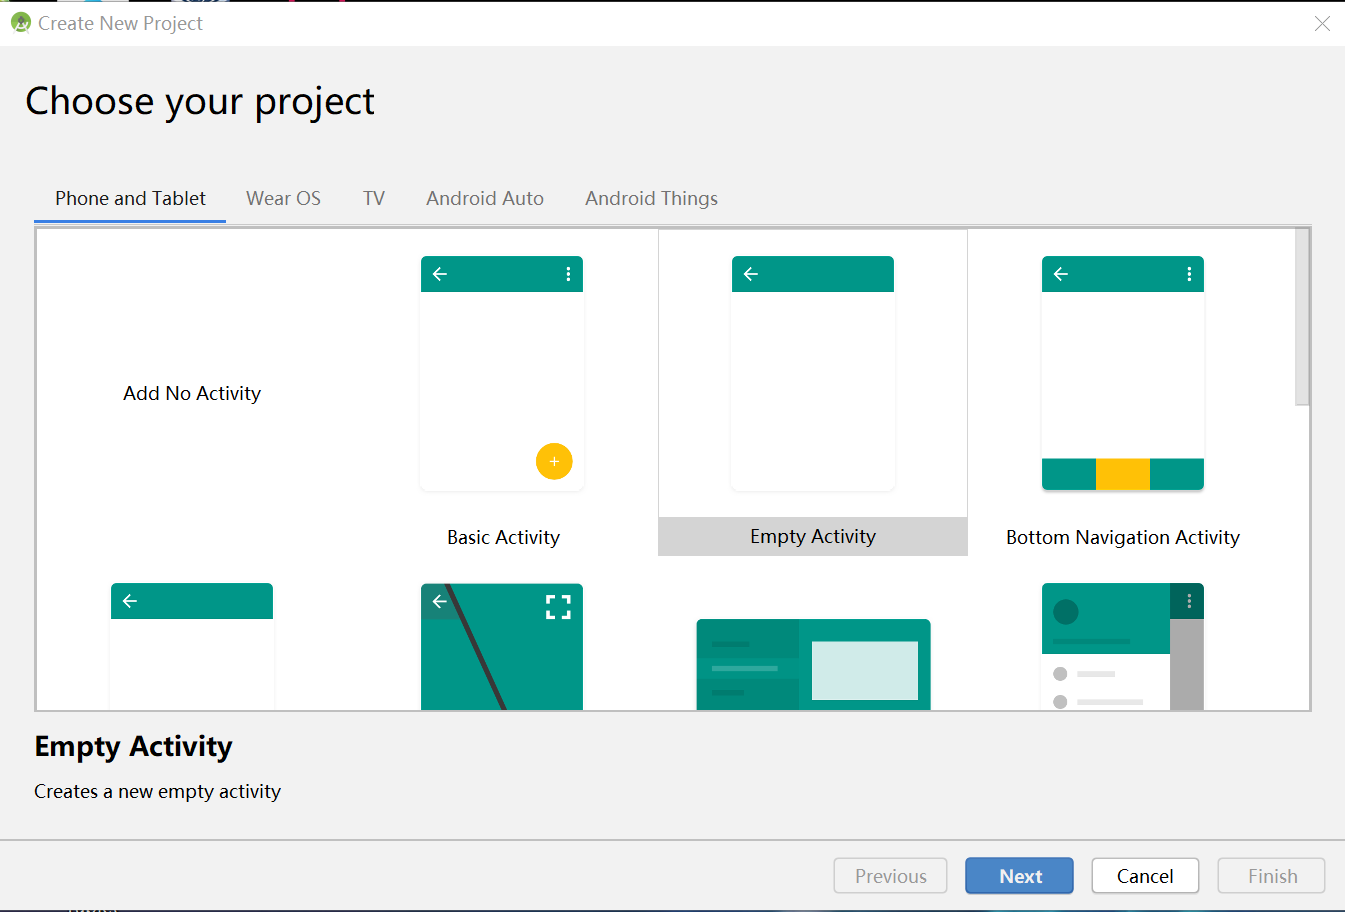 Create New Project
Choose your project
Phone and Tablet Wear OS TV Android Auto Android Things
Add No Activity
Basic Activity Empty Activity Bottom Navigation Activity
Empty Activity
Creates a new empty activity
Previous Next Cancel Finish